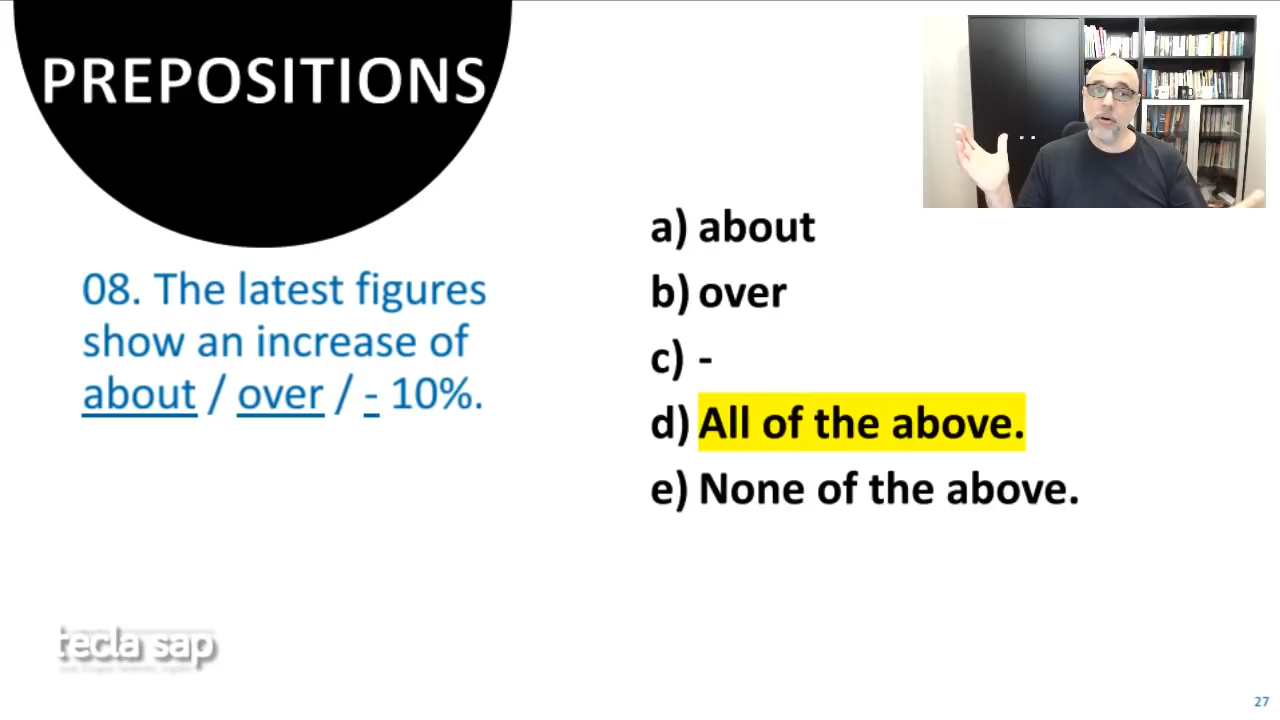 PREPOSITIONS
08. The latest figures
show an increase of
about / over / - 10%.
a) about
b) over
c) -
d) All of the above.
e) None of the above.
tecla sap
27